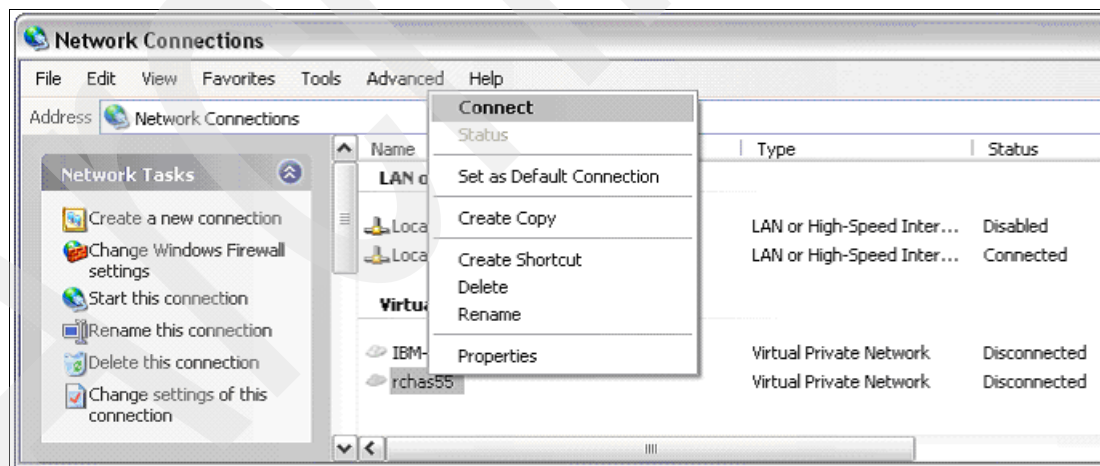 Network Connections
File Edit View Favorites Tools Advanced Help
Address Network Connections
Network Tasks
Create a new connection
Change Windows Firewall
settings
Start this connection
Rename this connection
Delete this connection
Change settings of this
connection
Name Type Status
LAN o
Loca LAN or High-Speed Inter... Disabled
Loca LAN or High-Speed Inter... Connected
Virtua
IBM- Virtual Private Network Disconnected
rchas55 Virtual Private Network Disconnected
Connect
Status
Set as Default Connection
Create Copy
Create Shortcut
Delete
Rename
Properties